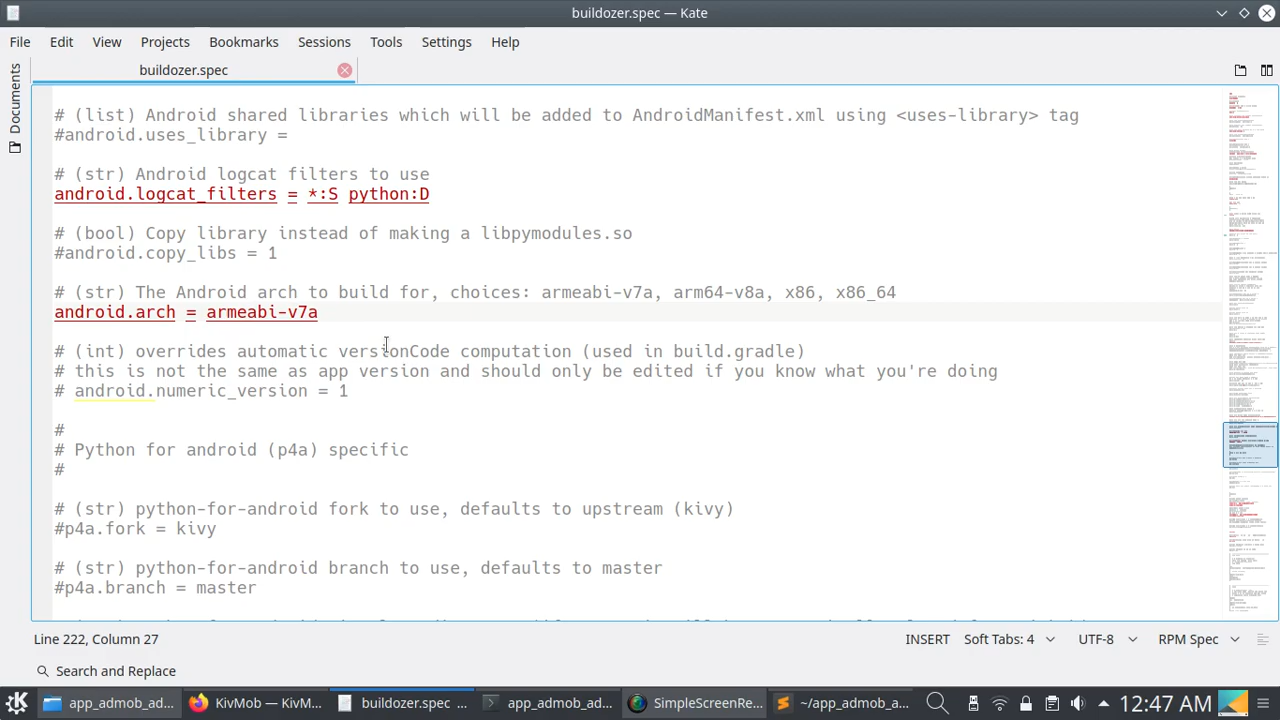 buildozer.spec — Kate
File Edit View Projects Bookmarks Sessions Tools Settings Help
buildozer.spec
Documents
# (list) Android shared libraries which will be added to AndroidManifest.xml using <uses-library> tag
#android.uses_library =
# (str) Android logcat filters to use
android.logcat_filters = *:S python:D
# (bool) Copy library instead of making a libpymodules.so
#android.copy_libs = 1
# (str) The Android arch to build for, choices: armeabi-v7a, arm64-v8a, x86, x86_64
android.arch = armeabi-v7a
# (int) overrides automatic versionCode computation (used in build.gradle)
# this is not the same as app version and should only be edited if you know what you're doing
# android.numeric_version = 1
#
# Python for android (p4a) specific
#
# (str) python-for-android fork to use, defaults to upstream (kivy)
#p4a.fork = kivy
# (str) python-for-android branch to use, defaults to master
#p4a.branch = master
Line 222, Column 27 INSERT Soft Tabs: 4 UTF-8 RPM Spec
Search and Replace
app_admob_ad... KivMob — KivM... buildozer.spec ... app_admob_ad... SimpleScreenRe... app_admob_a... 2:47 AM